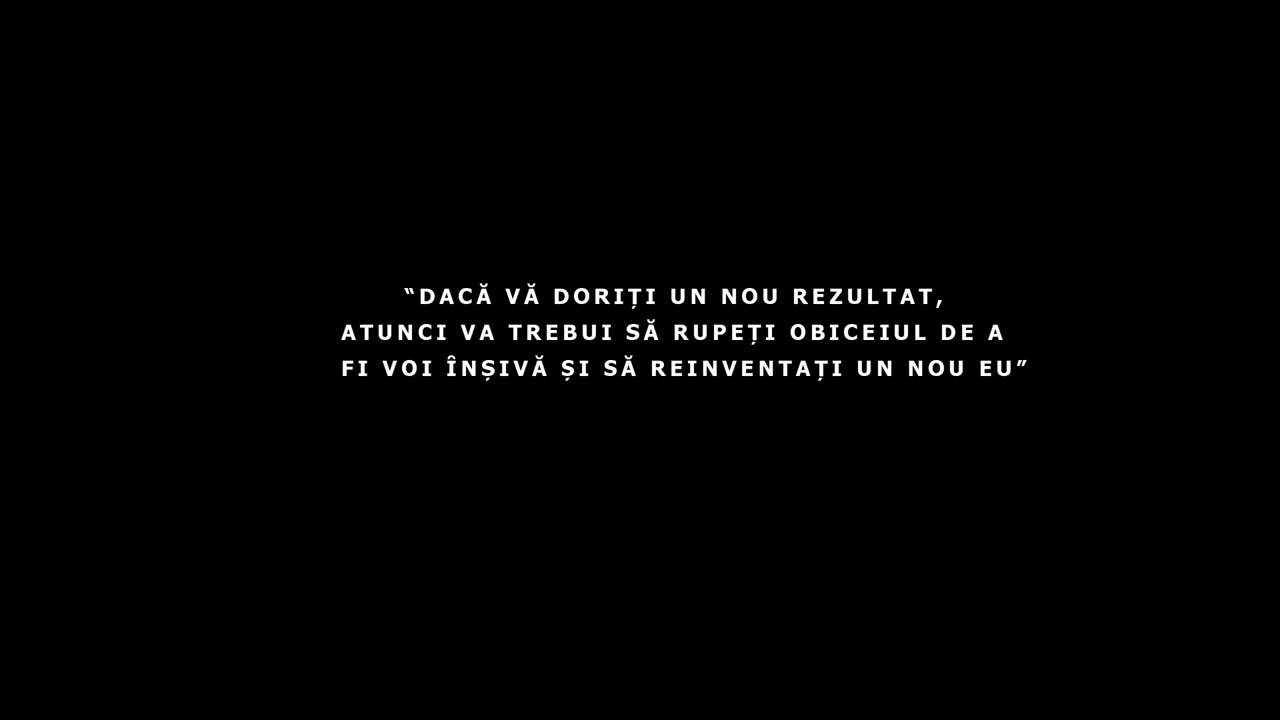 “DACĂ VĂ DORIȚI UN NOU REZULTAT,
ATUNCI VA TREBUI SĂ RUPEȚI OBICEIUL DE A
FI VOI ÎNȘIVĂ ȘI SĂ REINVENTAȚI UN NOU EU”